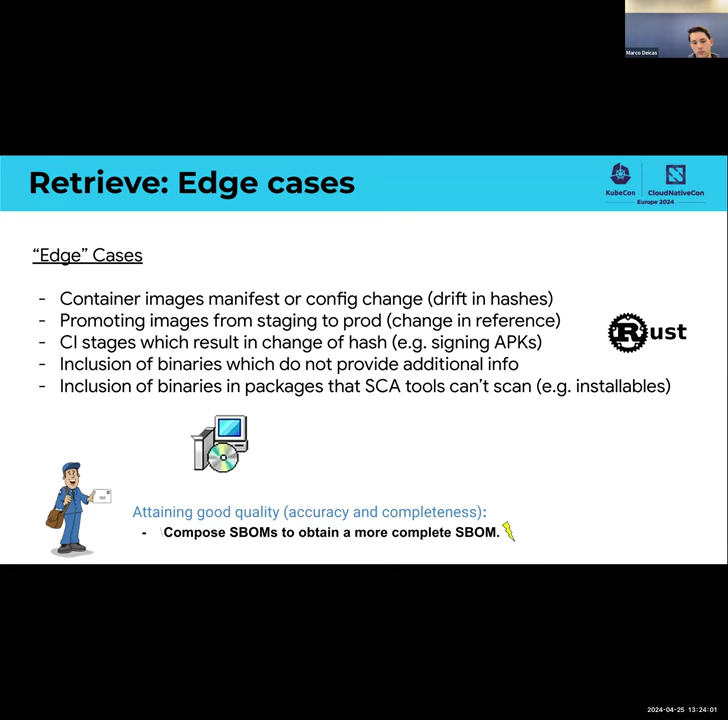 Marco Deicas
Retrieve: Edge cases
KubeCon
CloudNativeCon
Europe 2024
“Edge” Cases
- Container images manifest or config change (drift in hashes)
- Promoting images from staging to prod (change in reference)
- CI stages which result in change of hash (e.g. signing APKs)
- Inclusion of binaries which do not provide additional info
- Inclusion of binaries in packages that SCA tools can’t scan (e.g. installables)
Rust
Attaining good quality (accuracy and completeness):
- Compose SBOMs to obtain a more complete SBOM.
2024-04-25 13:24:01